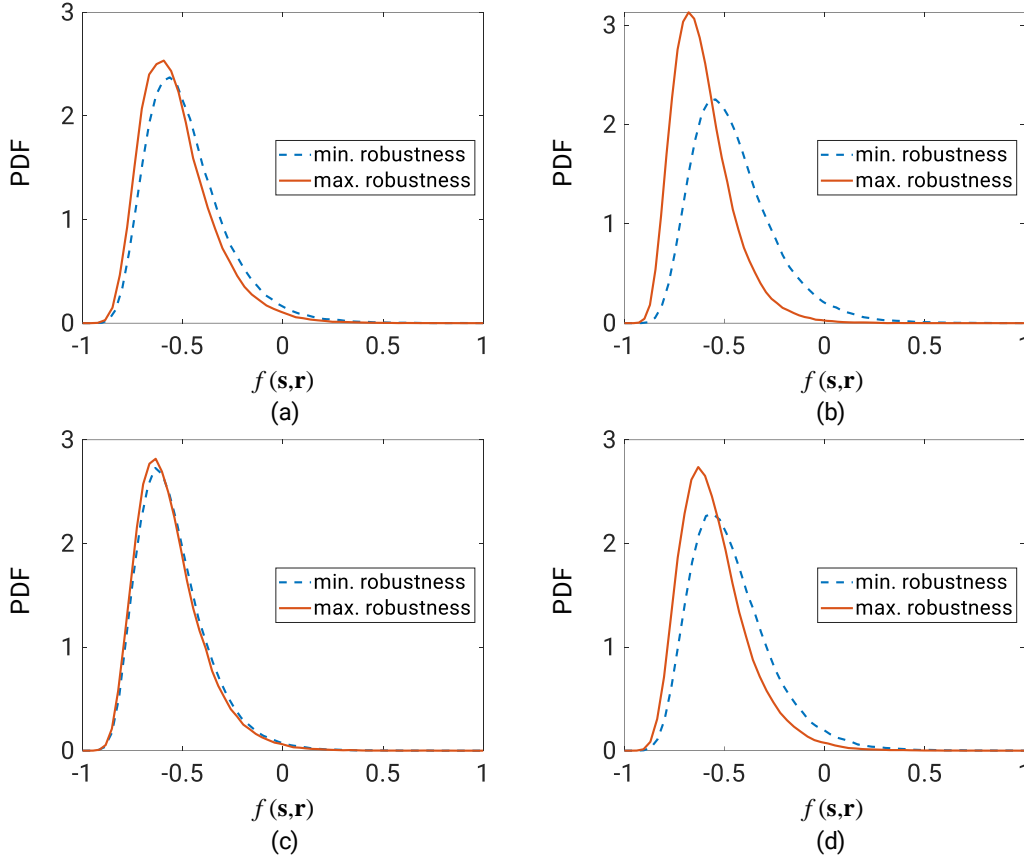 3
2
1
0
PDF
min. robustness
max. robustness
-1
-0.5
0
0.5
1
f(s,r)
(a)
3
2
1
0
PDF
min. robustness
max. robustness
-1
-0.5
0
0.5
1
f(s,r)
(b)
3
2
1
0
PDF
min. robustness
max. robustness
-1
-0.5
0
0.5
1
f(s,r)
(c)
3
2
1
0
PDF
min. robustness
max. robustness
-1
-0.5
0
0.5
1
f(s,r)
(d)